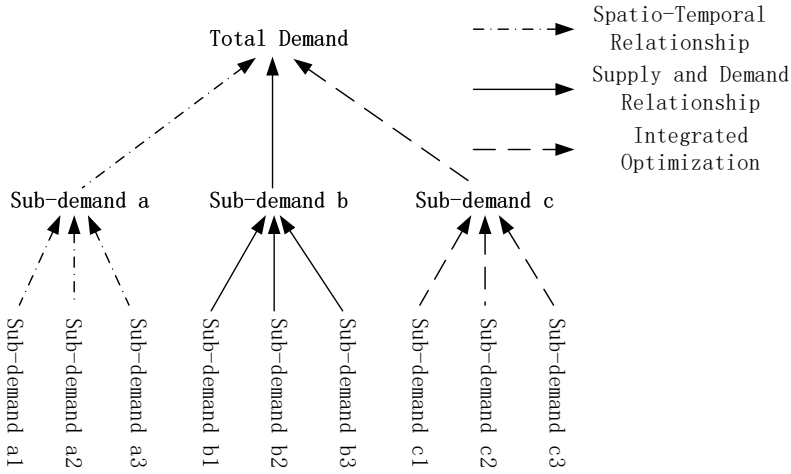 Total Demand
Spatio-Temporal
Relationship
Supply and Demand
Relationship
Integrated
Optimization
Sub-demand a
Sub-demand b
Sub-demand c
Sub-demand a1
Sub-demand a2
Sub-demand a3
Sub-demand b1
Sub-demand b2
Sub-demand b3
Sub-demand c1
Sub-demand c2
Sub-demand c3